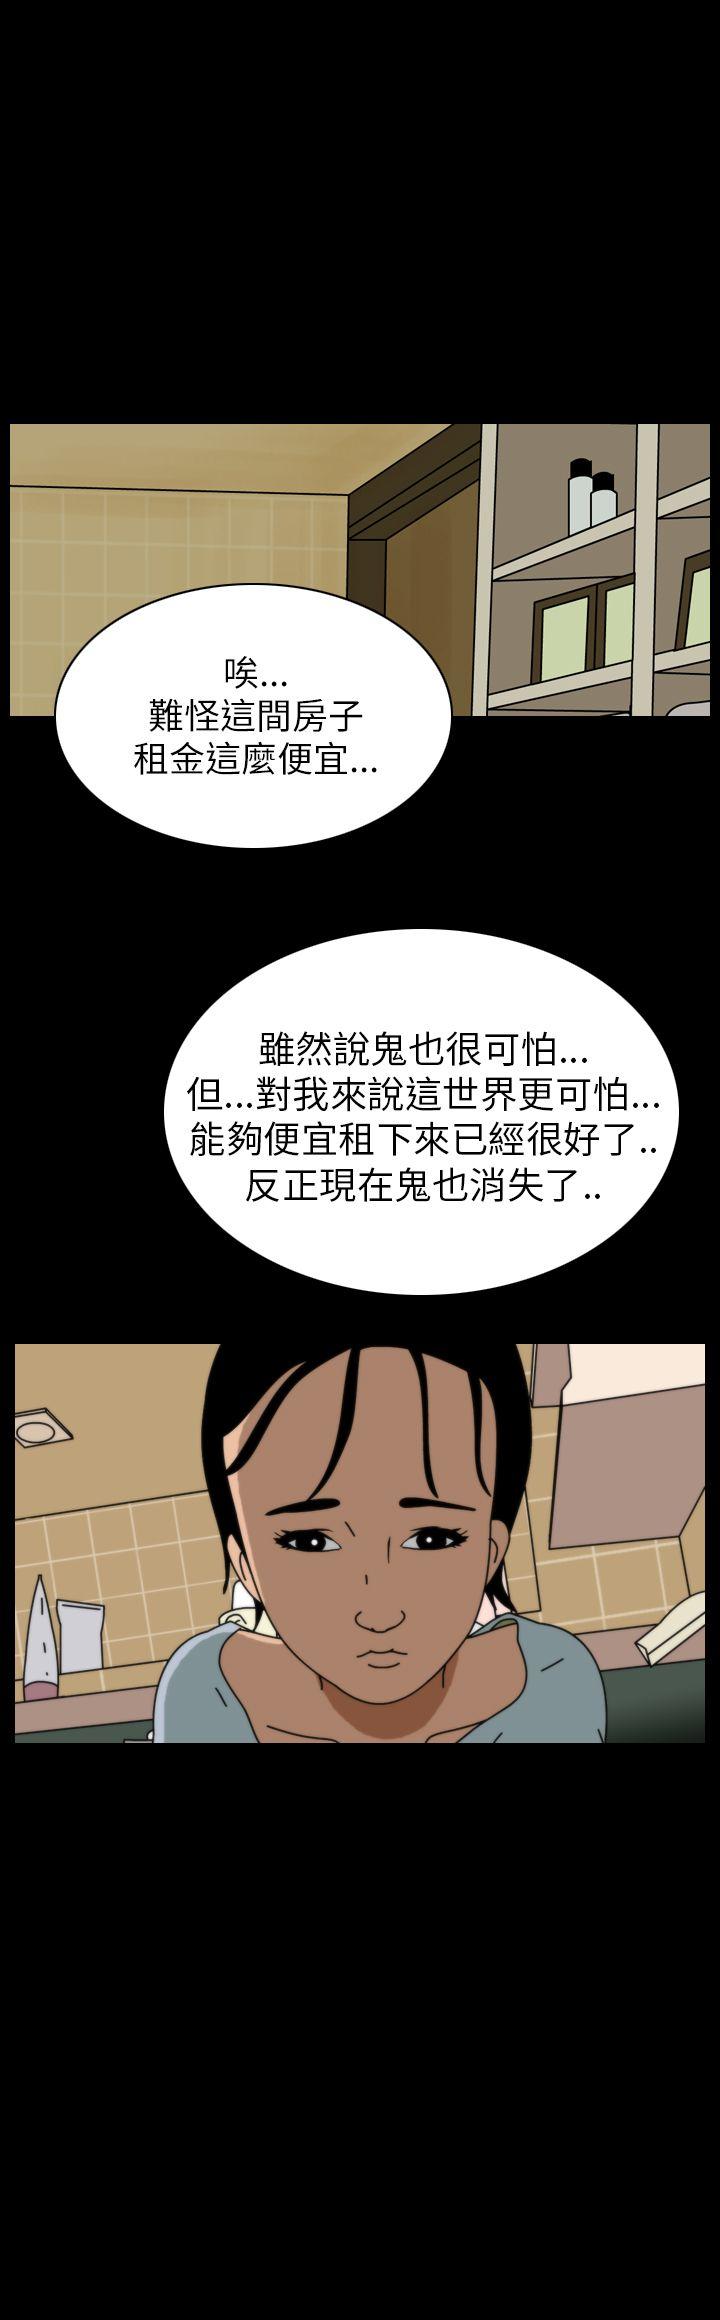 唉...
難怪這間房子
租金這麼便宜...
雖然說鬼也很可怕...
但...對我來說這世界更可怕...
能夠便宜租下來已經很好了..
反正現在鬼也消失了..